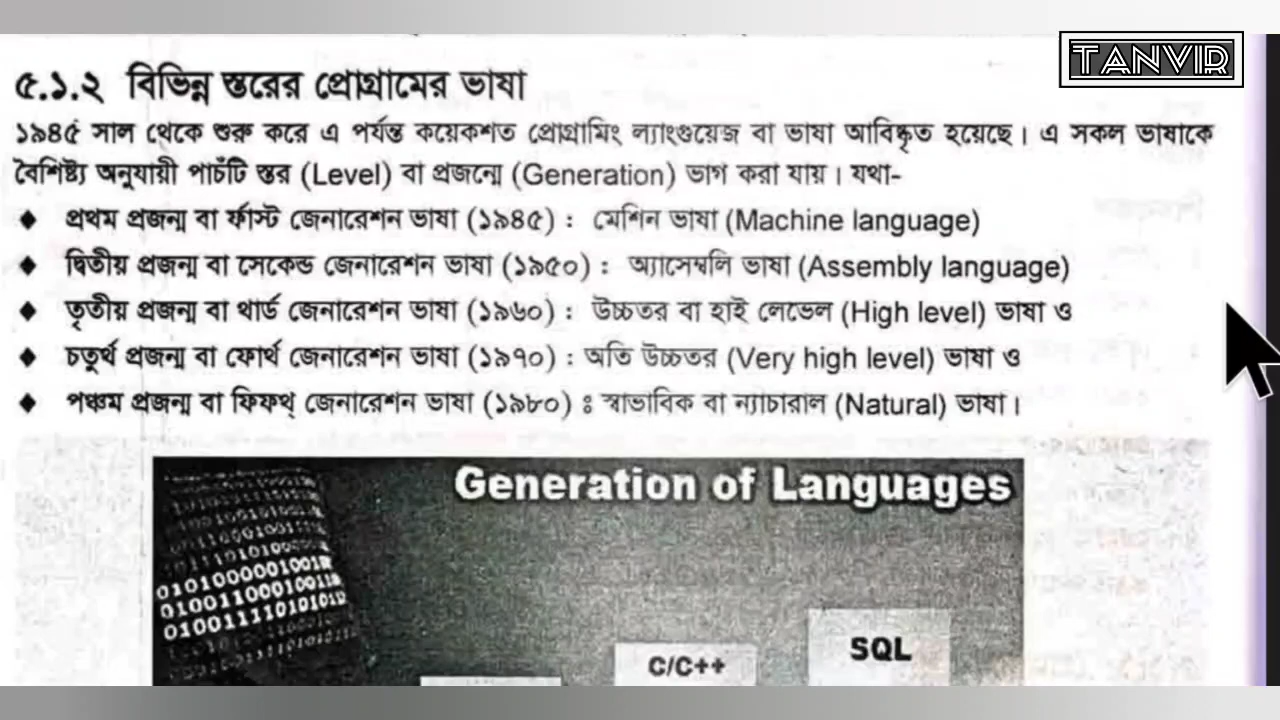 TANVIR
৫.১.২ বিভিন্ন স্তরের প্রোগ্রামের ভাষা
১৯৪৫ সাল থেকে শুরু করে এ পর্যন্ত কয়েকশত প্রোগ্রামিং ল্যাংগুয়েজ বা ভাষা আবিষ্কৃত হয়েছে। এ সকল ভাষাকে
বৈশিষ্ট্য অনুযায়ী পাচঁটি স্তর (Level) বা প্রজন্মে (Generation) ভাগ করা যায়। যথা-
♦ প্রথম প্রজন্ম বা র্ফাস্ট জেনারেশন ভাষা (১৯৪৫) : মেশিন ভাষা (Machine language)
♦ দ্বিতীয় প্রজন্ম বা সেকেন্ড জেনারেশন ভাষা (১৯৫০) : অ্যাসেম্বলি ভাষা (Assembly language)
♦ তৃতীয় প্রজন্ম বা থার্ড জেনারেশন ভাষা (১৯৬০) : উচ্চতর বা হাই লেভেল (High level) ভাষা ও
♦ চতুর্থ প্রজন্ম বা ফোর্থ জেনারেশন ভাষা (১৯৭০) : অতি উচ্চতর (Very high level) ভাষা ও
♦ পঞ্চম প্রজন্ম বা ফিফথ্ জেনারেশন ভাষা (১৯৮০) ঃ স্বাভাবিক বা ন্যাচারাল (Natural) ভাষা।
Generation of Languages
SQL
C/C++